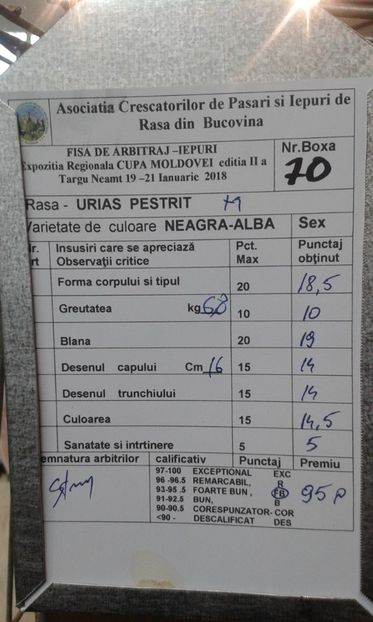 Asociatia Crescatorilor de Pasari si Iepuri de
Rasa din Bucovina
FISA DE ARBITRAJ –IEPURI
Expozitia Regionala CUPA MOLDOVEI editia II a
Targu Neamt 19 –21 Ianuarie 2018
Nr.Boxa
70
Rasa - URIAS PESTRIT
Varietate de culoare NEAGRA-ALBA Sex
Nr. Insusiri care se apreciază Pct. Punctaj
rt Observații critice Max obținut
Forma corpului si tipul 20 18,5
Greutatea kg 10 10
Blana 20 19
Desenul capului Cm 16 15 14
Desenul trunchiului 15 14
Culoarea 15 14,5
Sanatate si intrtinere 5 5
emnatura arbitrilor calificativ Punctaj Premiu
97-100 EXCEPTIONAL EXC
96 -96.5 REMARCABIL, R
93-95 .5 FOARTE BUN , FB
91-92.5 BUN, B
90-90.5 CORESPUNZATOR- COR
<90 - DESCALIFICAT DES
95 p